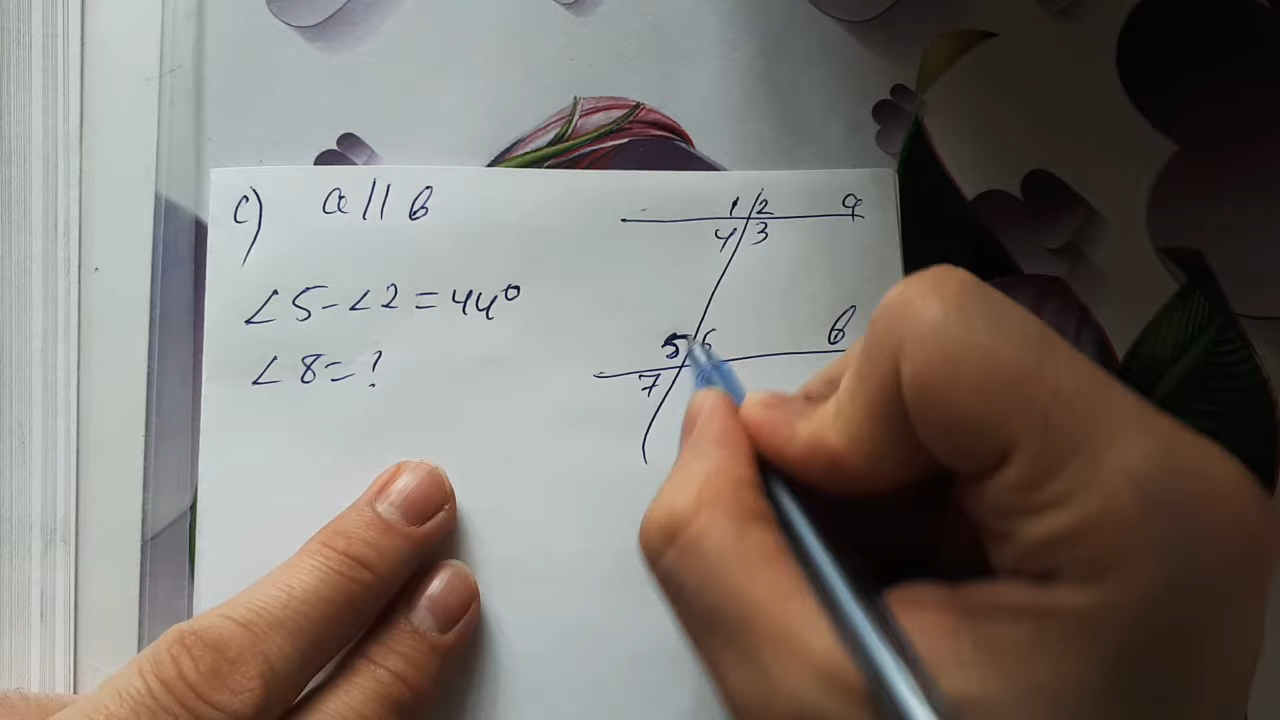 c) a || b
∠5-∠2=44°
∠8=?
1 2 a
4 3
5 6 b
7